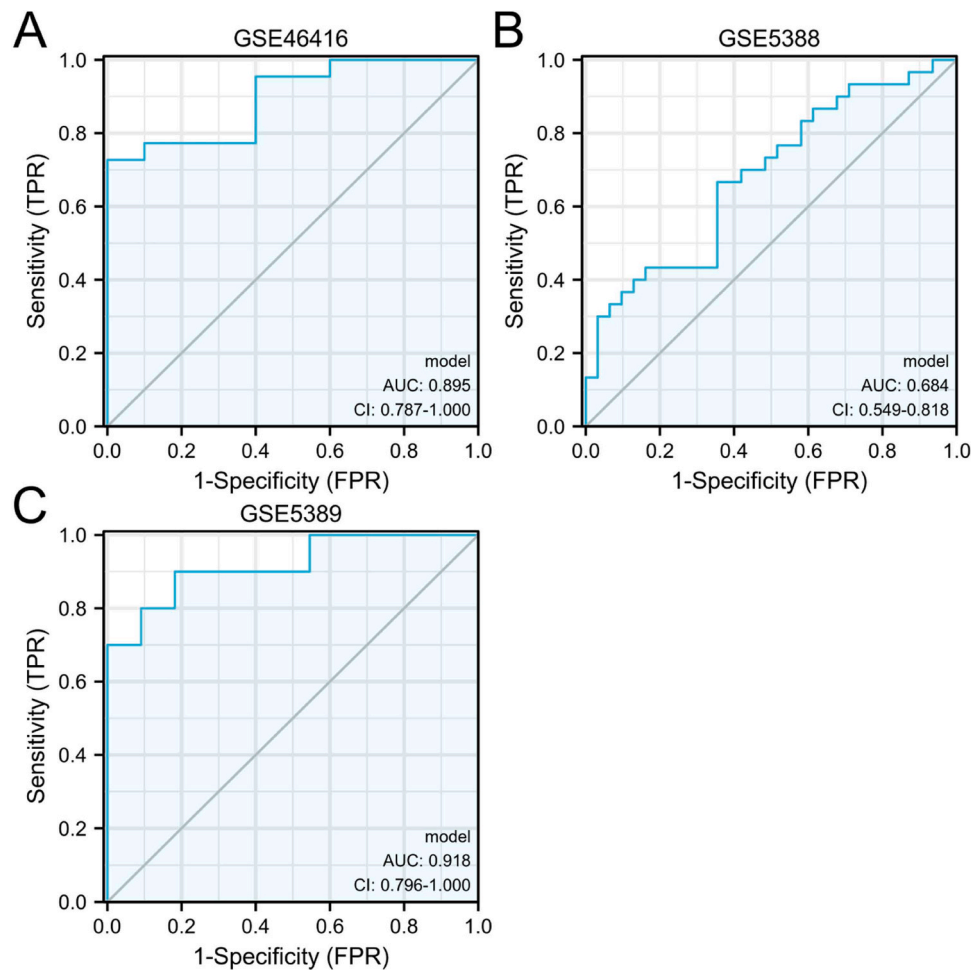 A
GSE46416
1.0
0.8
0.6
0.4
0.2
0.0
Sensitivity (TPR)
model
AUC: 0.895
CI: 0.787-1.000
0.0 0.2 0.4 0.6 0.8 1.0
1-Specificity (FPR)
B
GSE5388
1.0
0.8
0.6
0.4
0.2
0.0
Sensitivity (TPR)
model
AUC: 0.684
CI: 0.549-0.818
0.0 0.2 0.4 0.6 0.8 1.0
1-Specificity (FPR)
C
GSE5389
1.0
0.8
0.6
0.4
0.2
0.0
Sensitivity (TPR)
model
AUC: 0.918
CI: 0.796-1.000
0.0 0.2 0.4 0.6 0.8 1.0
1-Specificity (FPR)